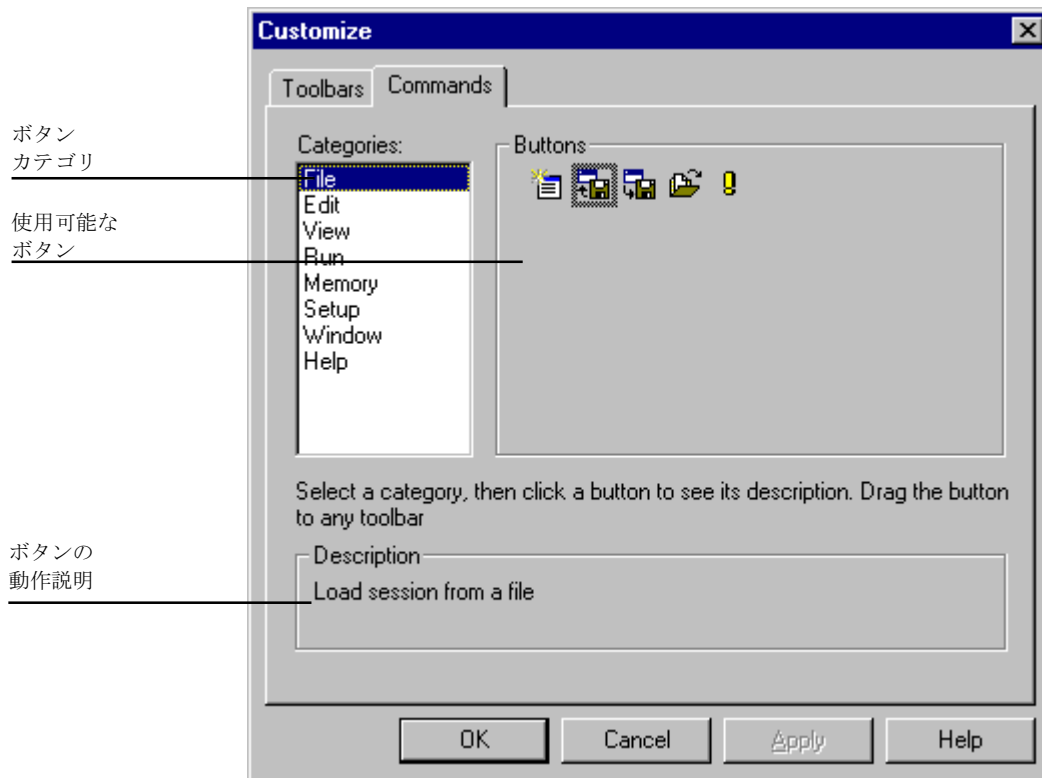 Customize
Toolbars
Commands
ボタン
カテゴリ
使用可能な
ボタン
ボタンの
動作説明
Categories:
File
Edit
View
Run
Memory
Setup
Window
Help
Buttons
Select a category, then click a button to see its description. Drag the button
to any toolbar
Description
Load session from a file
OK
Cancel
Apply
Help